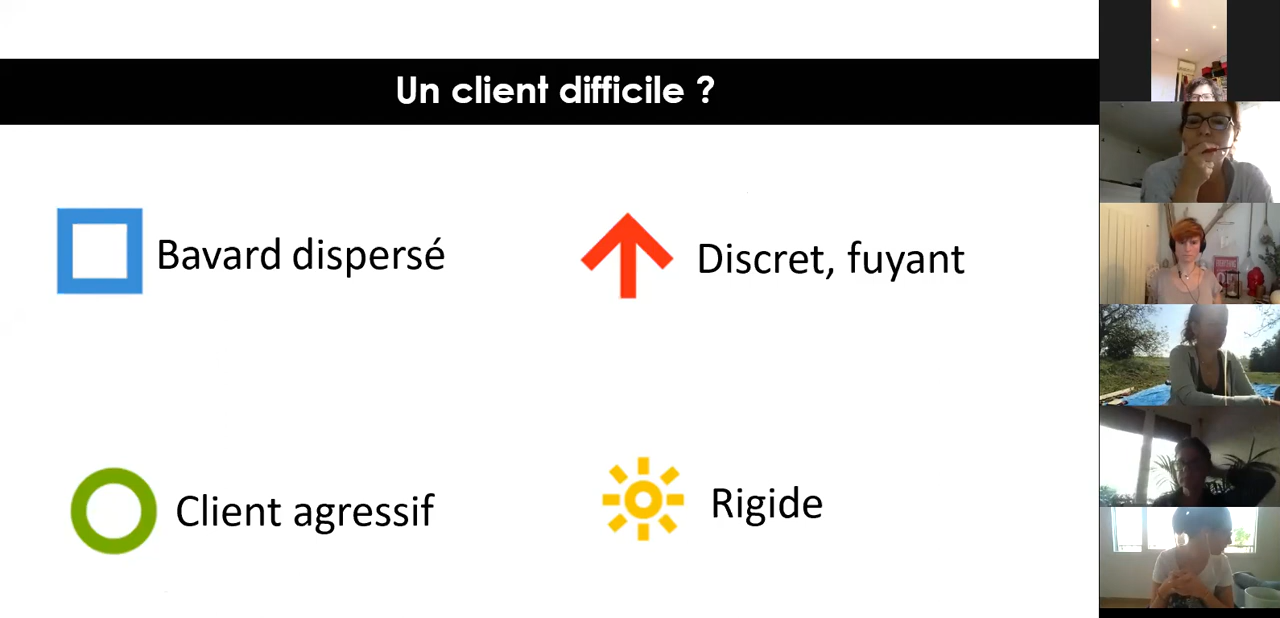 Un client difficile ?
Bavard dispersé
Discret, fuyant
Client agressif
Rigide